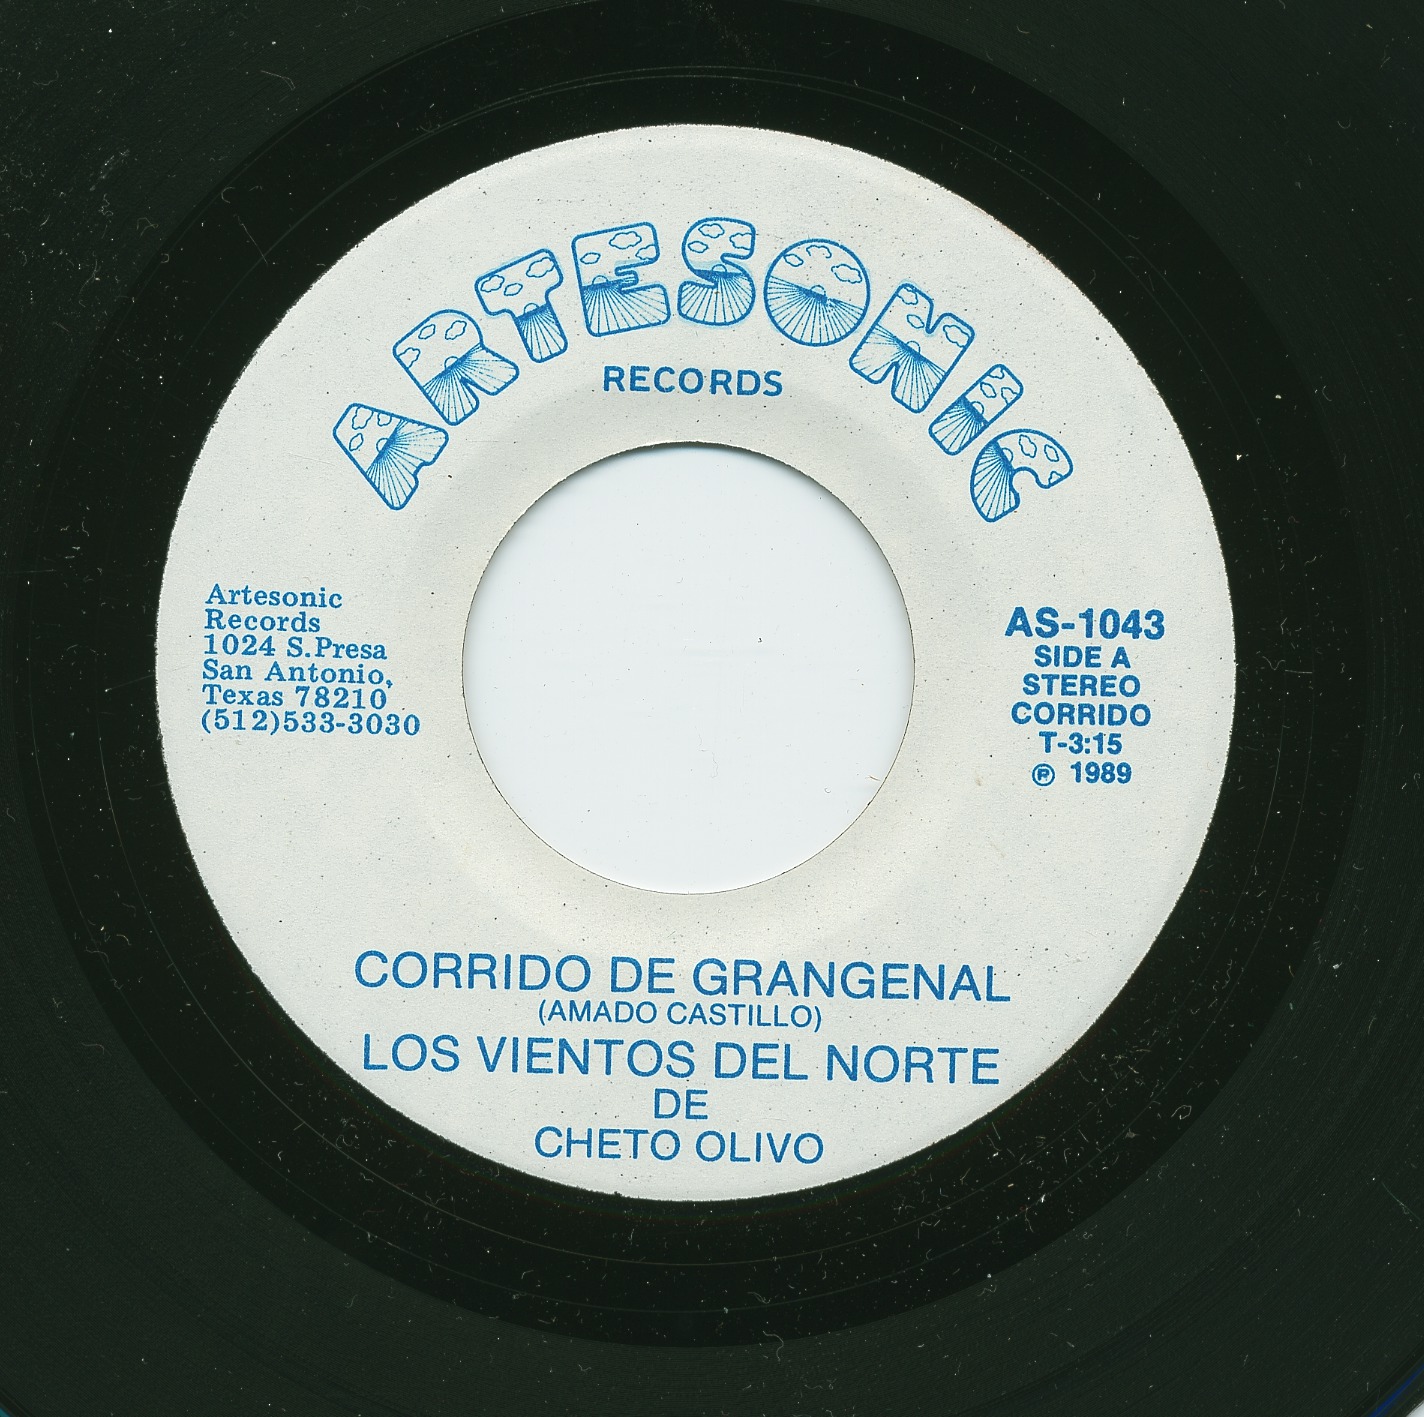 ARTESONIC
RECORDS
Artesonic
Records
1024 S.Presa
San Antonio,
Texas 78210
(512)533-3030
AS-1043
SIDE A
STEREO
CORRIDO
T-3:15
℗ 1989
CORRIDO DE GRANGENAL
(AMADO CASTILLO)
LOS VIENTOS DEL NORTE
DE
CHETO OLIVO